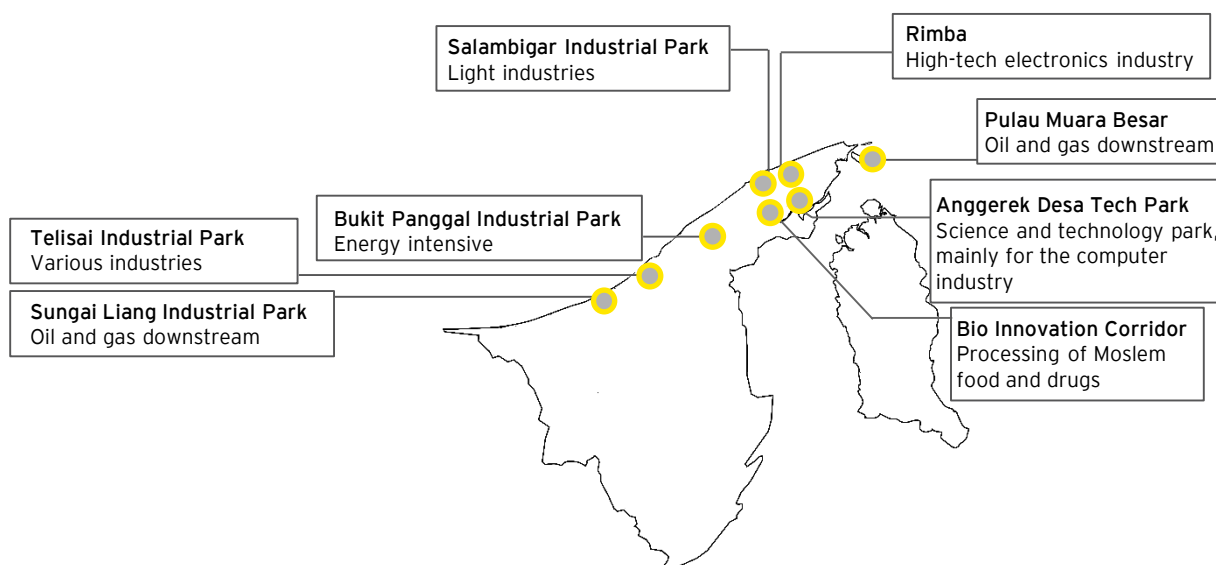 Salambigar Industrial Park
Light industries
Rimba
High-tech electronics industry
Pulau Muara Besar
Oil and gas downstream
Bukit Panggal Industrial Park
Energy intensive
Anggerek Desa Tech Park
Science and technology park,
mainly for the computer
industry
Telisai Industrial Park
Various industries
Sungai Liang Industrial Park
Oil and gas downstream
Bio Innovation Corridor
Processing of Moslem
food and drugs